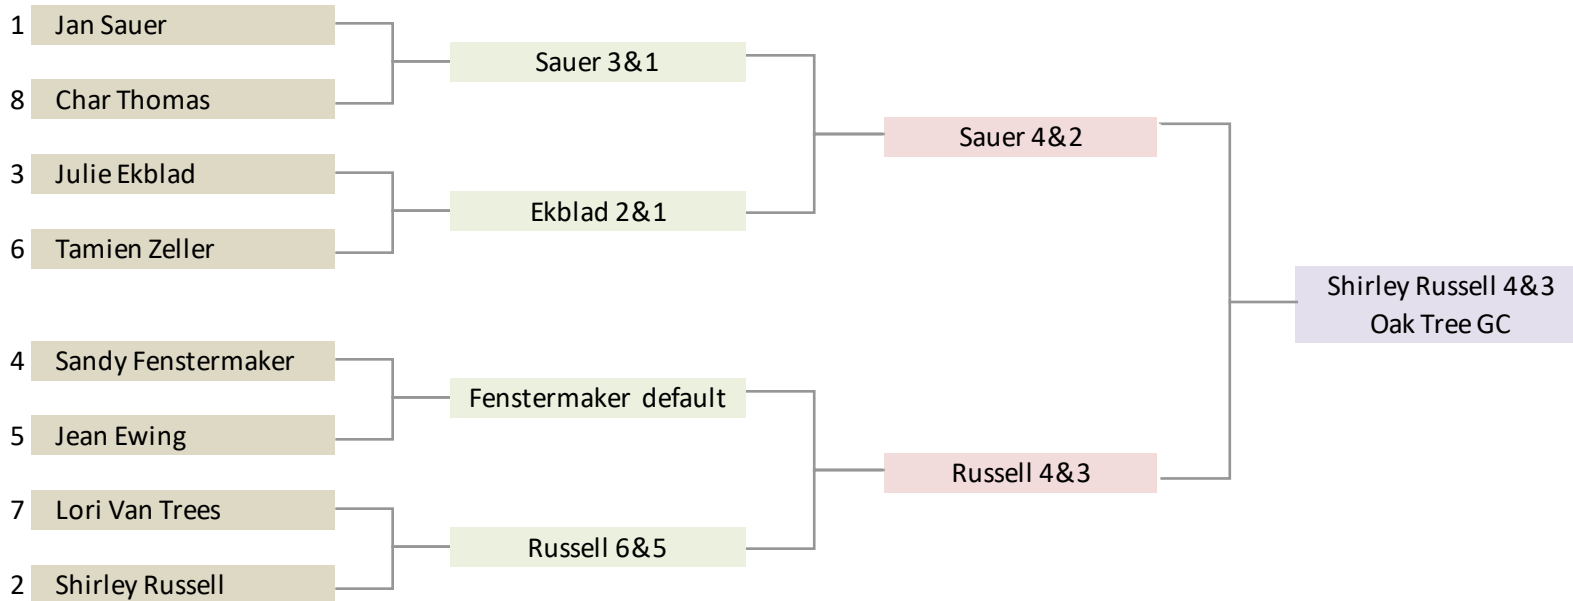 1 Jan Sauer
8 Char Thomas
3 Julie Ekblad
6 Tamien Zeller
4 Sandy Fenstermaker
5 Jean Ewing
7 Lori Van Trees
2 Shirley Russell
Sauer 3&1
Ekblad 2&1
Fenstermaker default
Russell 6&5
Sauer 4&2
Russell 4&3
Shirley Russell 4&3
Oak Tree GC